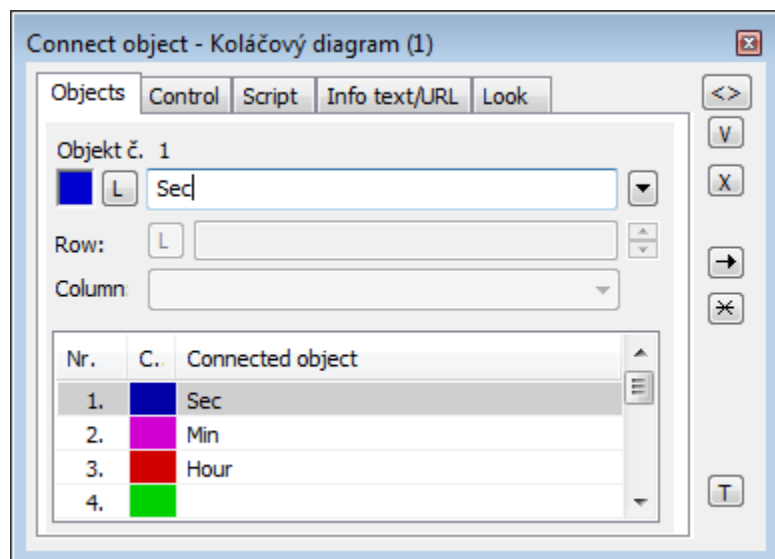 Connect object - Koláčový diagram (1)
Objects Control Script Info text/URL Look
<>
V
Objekt č. 1
L Sec
X
Row: L
Column:
Nr. C.. Connected object
1. Sec
2. Min
3. Hour
4.
T